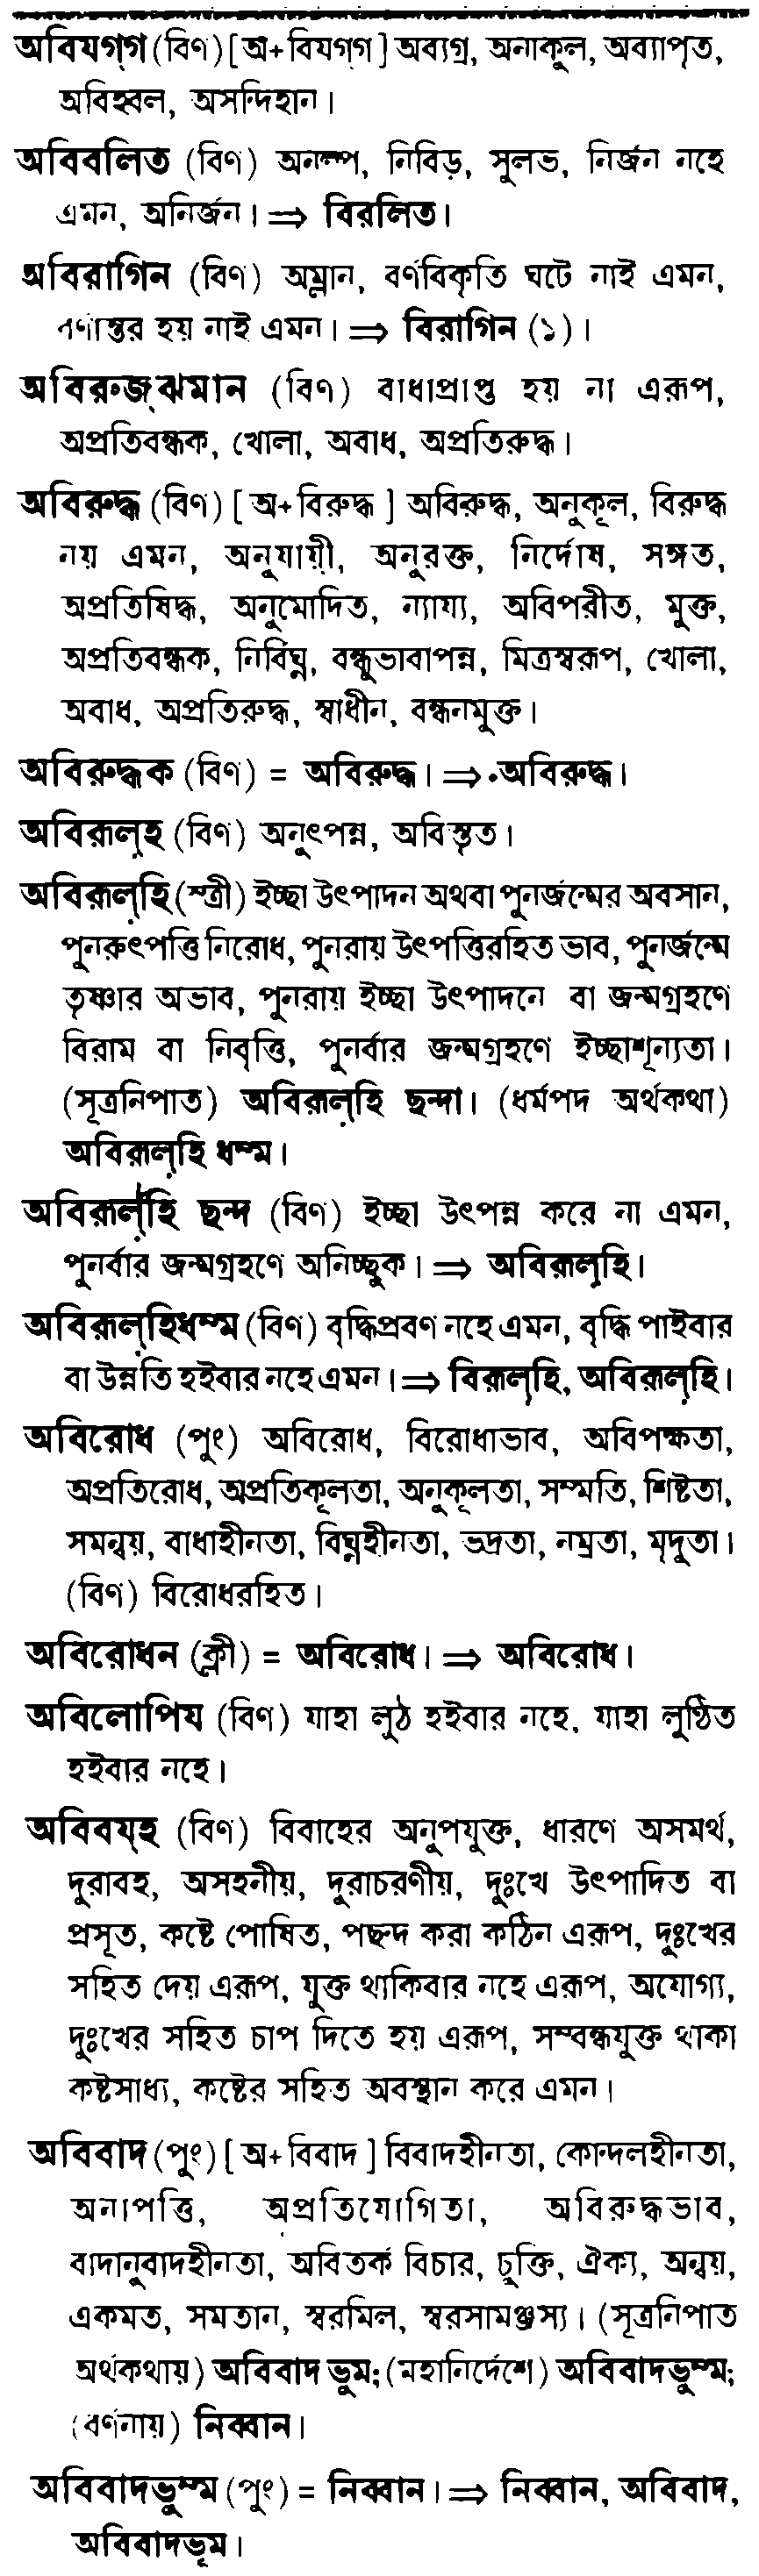 অবিযগ্‌গ (বিণ) [ অ+ বিযগ্‌গ ] অব্যগ্র, অনাকুল, অব্যাপৃত,
অবিহ্বল, অসন্দিহান।
অবিবলিত (বিণ) অনল্প, নিবিড়, সুলভ, নির্জন নহে
এমন, অনির্জন। ⇒ বিরলিত।
অবিরাগিন (বিণ) অম্লান, বর্ণবিকৃতি ঘটে নাই এমন,
বর্ণান্তর হয় নাই এমন। ⇒ বিরাগিন (১)।
অবিরুজ্‌ঝমান (বিণ) বাধাপ্রাপ্ত হয় না এরূপ,
অপ্রতিবন্ধক, খোলা, অবাধ, অপ্রতিরুদ্ধ।
অবিরুদ্ধ (বিণ) [ অ+ বিরুদ্ধ ] অবিরুদ্ধ, অনুকূল, বিরুদ্ধ
নয় এমন, অনুযায়ী, অনুরক্ত, নির্দোষ, সঙ্গত,
অপ্রতিষিদ্ধ, অনুমোদিত, ন্যায্য, অবিপরীত, মুক্ত,
অপ্রতিবন্ধক, নির্বিঘ্ন, বন্ধুভাবাপন্ন, মিত্রস্বরূপ, খোলা,
অবাধ, অপ্রতিরুদ্ধ, স্বাধীন, বন্ধনমুক্ত।
অবিরুদ্ধক (বিণ) = অবিরুদ্ধ। ⇒ অবিরুদ্ধ।
অবিরূল়্‌হ (বিণ) অনুৎপন্ন, অবিস্তৃত।
অবিরূল়্‌হি (স্ত্রী) ইচ্ছা উৎপাদন অথবা পুনর্জন্মের অবসান,
পুনরুৎপত্তি নিরোধ, পুনরায় উৎপত্তিরহিত ভাব, পুনর্জন্মে
তৃষ্ণার অভাব, পুনরায় ইচ্ছা উৎপাদনে বা জন্মগ্রহণে
বিরাম বা নিবৃত্তি, পুনর্বার জন্মগ্রহণে ইচ্ছাশূন্যতা।
(সূত্রনিপাত) অবিরূল়্‌হি ছন্দা। (ধর্মপদ অর্থকথা)
অবিরূল়্‌হি ধম্ম।
অবিরূল়্‌হি ছন্দ (বিণ) ইচ্ছা উৎপন্ন করে না এমন,
পুনর্বার জন্মগ্রহণে অনিচ্ছুক। ⇒ অবিরূল়্‌হি।
অবিরূল়্‌হিধম্ম (বিণ) বৃদ্ধিপ্রবণ নহে এমন, বৃদ্ধি পাইবার
বা উন্নতি হইবার নহে এমন। ⇒ বিরূল়্‌হি, অবিরূল়্‌হি।
অবিরোধ (পুং) অবিরোধ, বিরোধাভাব, অবিপক্ষতা,
অপ্রতিরোধ, অপ্রতিকূলতা, অনুকূলতা, সম্মতি, শিষ্টতা,
সমন্বয়, বাধাহীনতা, বিঘ্নহীনতা, ভদ্রতা, নম্রতা, মৃদুতা।
(বিণ) বিরোধরহিত।
অবিরোধন (ক্লী) = অবিরোধ। ⇒ অবিরোধ।
অবিলোপিয (বিণ) যাহা লুঠ হইবার নহে, যাহা লুণ্ঠিত
হইবার নহে।
অবিবয্‌হ (বিণ) বিবাহের অনুপযুক্ত, ধারণে অসমর্থ,
দুরাবহ, অসহনীয়, দুরাচরণীয়, দুঃখে উৎপাদিত বা
প্রসূত, কষ্টে পোষিত, পছন্দ করা কঠিন এরূপ, দুঃখের
সহিত দেয় এরূপ, যুক্ত থাকিবার নহে এরূপ, অযোগ্য,
দুঃখের সহিত চাপ দিতে হয় এরূপ, সম্বন্ধযুক্ত থাকা
কষ্টসাধ্য, কষ্টের সহিত অবস্থান করে এমন।
অবিবাদ (পুং) [ অ+ বিবাদ ] বিবাদহীনতা, কোন্দলহীনতা,
অনাপত্তি, অপ্রতিযোগিতা, অবিরুদ্ধভাব,
বাদানুবাদহীনতা, অবিতর্ক বিচার, চুক্তি, ঐক্য, অন্বয়,
একমত, সমতান, স্বরমিল, স্বরসামঞ্জস্য। (সূত্রনিপাত
অর্থকথায়) অবিবাদ ভূম; (মহানির্দেশে) অবিবাদভুম্ম;
(বর্ণনায়) নিব্বান।
অবিবাদভুম্ম (পুং) = নিব্বান। ⇒ নিব্বান, অবিবাদ,
অবিবাদভূম।